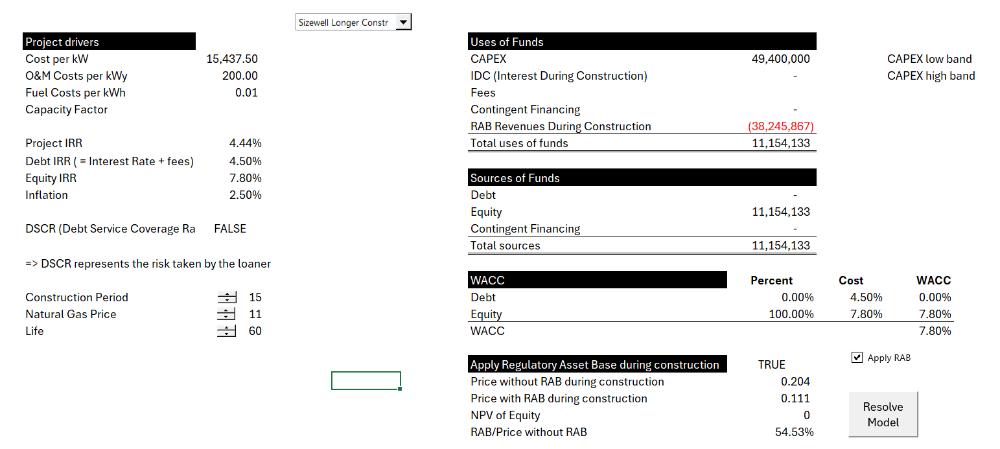 Sizewell Longer Constr
Project drivers
Cost per kW 15,437.50
O&M Costs per kWy 200.00
Fuel Costs per kWh 0.01
Capacity Factor
Project IRR 4.44%
Debt IRR ( = Interest Rate + fees) 4.50%
Equity IRR 7.80%
Inflation 2.50%
DSCR (Debt Service Coverage Ra FALSE
=> DSCR represents the risk taken by the loaner
Construction Period 15
Natural Gas Price 11
Life 60
Uses of Funds
CAPEX 49,400,000 CAPEX low band
IDC (Interest During Construction) - CAPEX high band
Fees
Contingent Financing -
RAB Revenues During Construction (38,245,867)
Total uses of funds 11,154,133
Sources of Funds
Debt -
Equity 11,154,133
Contingent Financing -
Total sources 11,154,133
WACC Percent Cost WACC
Debt 0.00% 4.50% 0.00%
Equity 100.00% 7.80% 7.80%
WACC 7.80%
Apply RAB
Apply Regulatory Asset Base during construction TRUE
Price without RAB during construction 0.204
Price with RAB during construction 0.111
NPV of Equity 0
RAB/Price without RAB 54.53%
Resolve
Model